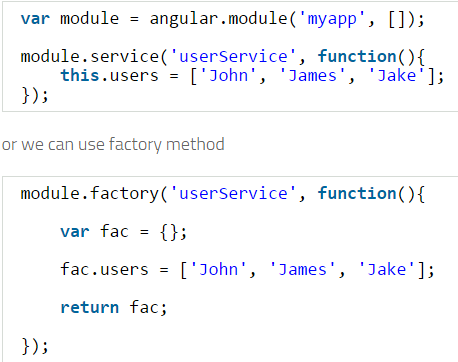 var module = angular.module('myapp', []);
module.service('userService', function(){
    this.users = ['John', 'James', 'Jake'];
});
or we can use factory method
module.factory('userService', function(){
    var fac = {};
    fac.users = ['John', 'James', 'Jake'];
    return fac;
});